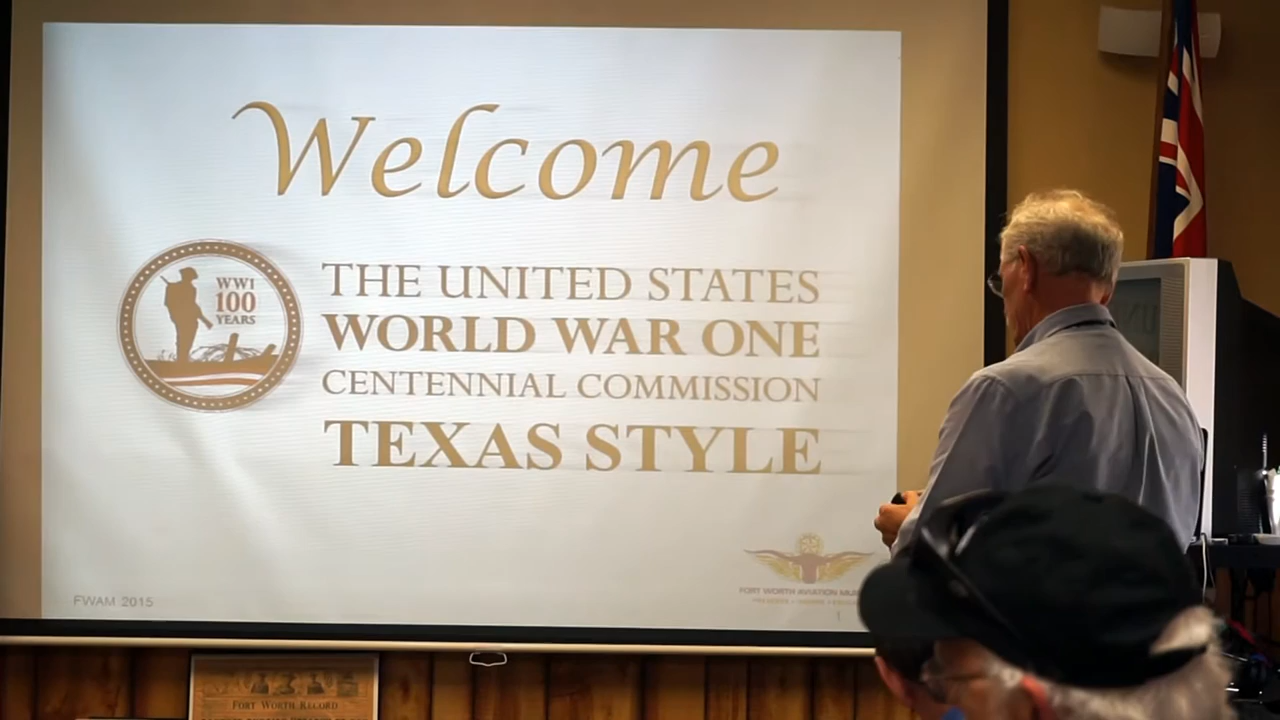 Welcome
WWI
100
YEARS
THE UNITED STATES
WORLD WAR ONE
CENTENNIAL COMMISSION
TEXAS STYLE
FORT WORTH AVIATION
FWAM 2015
FORT WORTH RECORD